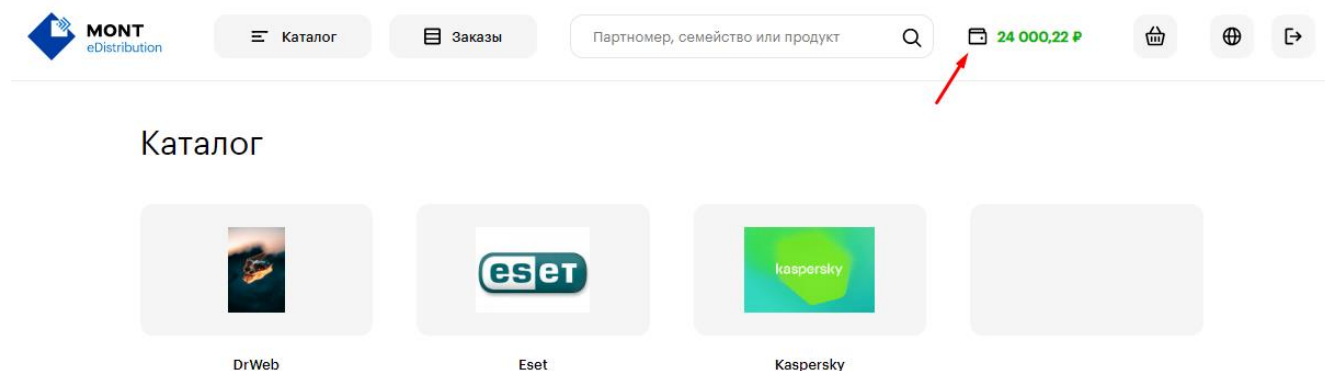 MONT
eDistribution
Каталог
Заказы
Партномер, семейство или продукт
24 000,22 ₽
Каталог
eset
kaspersky
DrWeb
Eset
Kaspersky